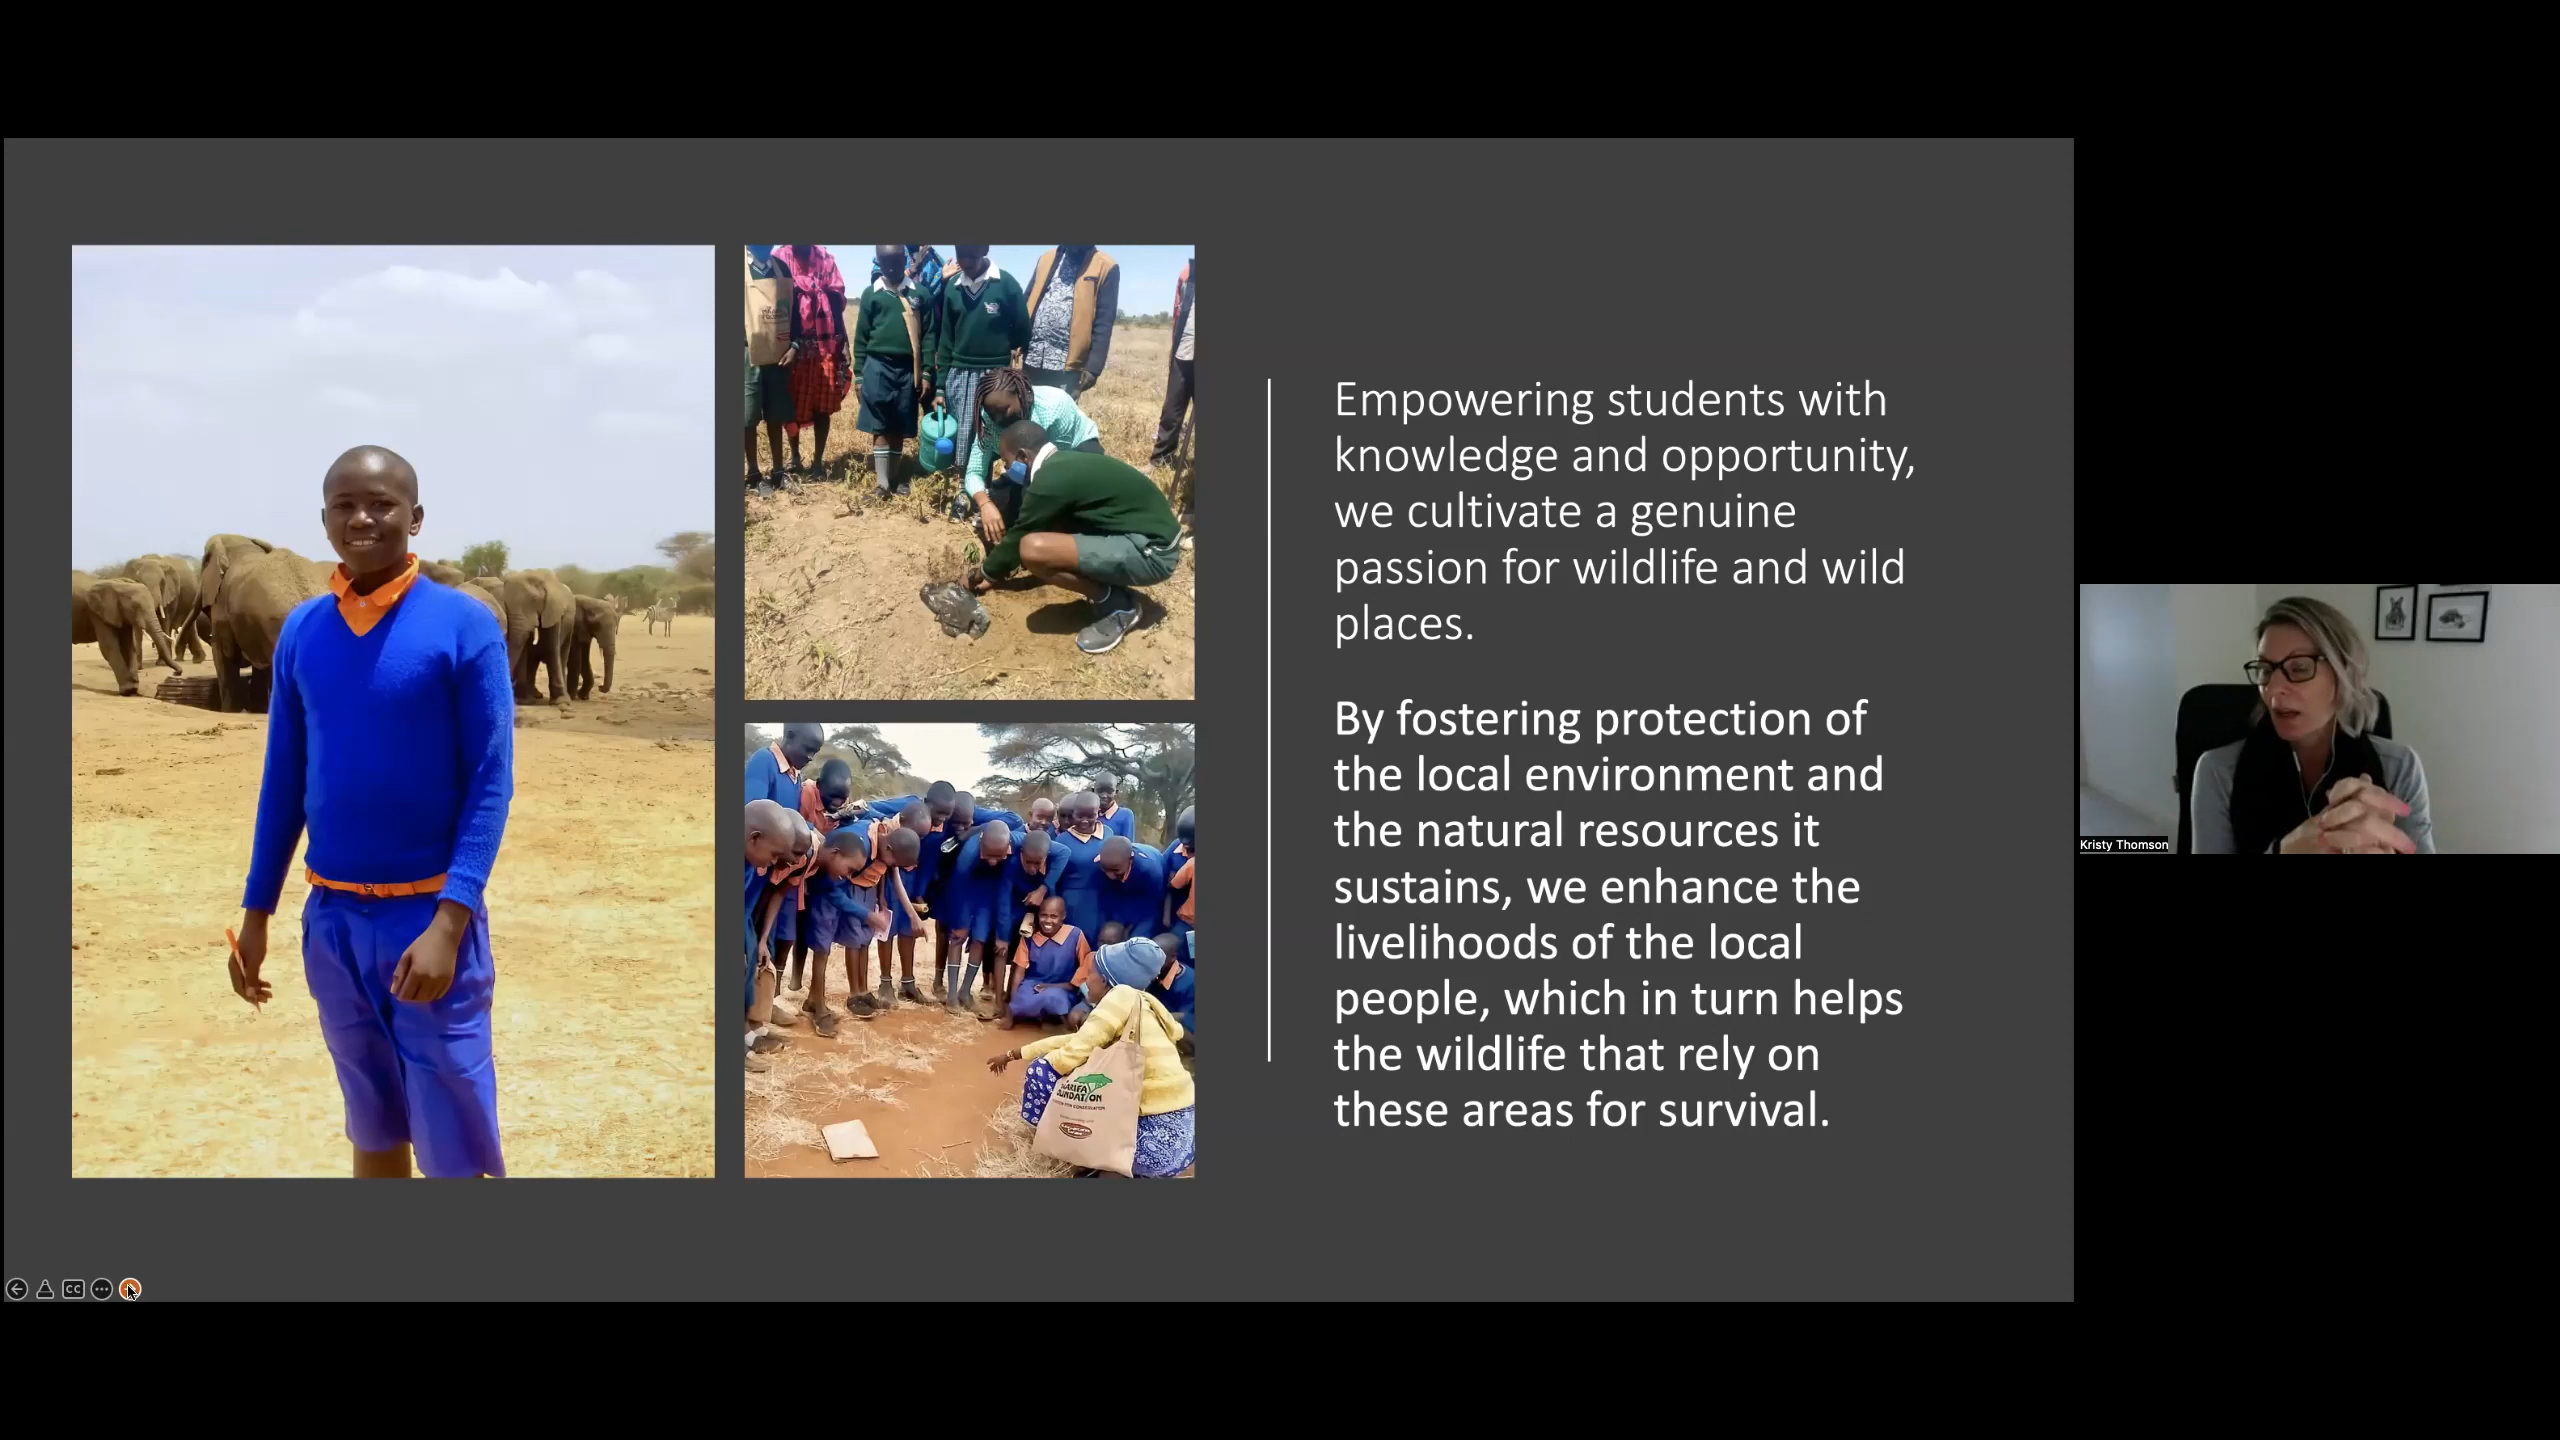 Empowering students with
knowledge and opportunity,
we cultivate a genuine
passion for wildlife and wild
places.
By fostering protection of
the local environment and
the natural resources it
sustains, we enhance the
livelihoods of the local
people, which in turn helps
the wildlife that rely on
these areas for survival.
Kristy Thomson
CC